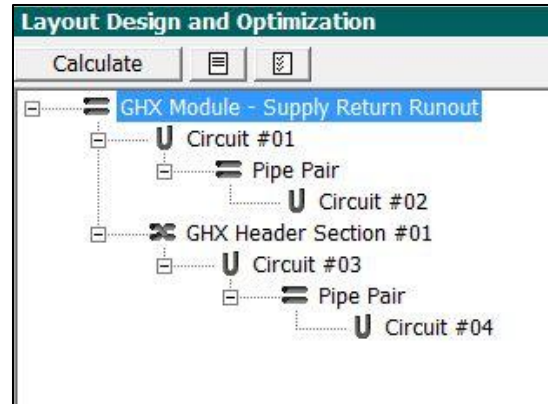 Layout Design and Optimization
Calculate
GHX Module - Supply Return Runout
Circuit #01
Pipe Pair
Circuit #02
GHX Header Section #01
Circuit #03
Pipe Pair
Circuit #04